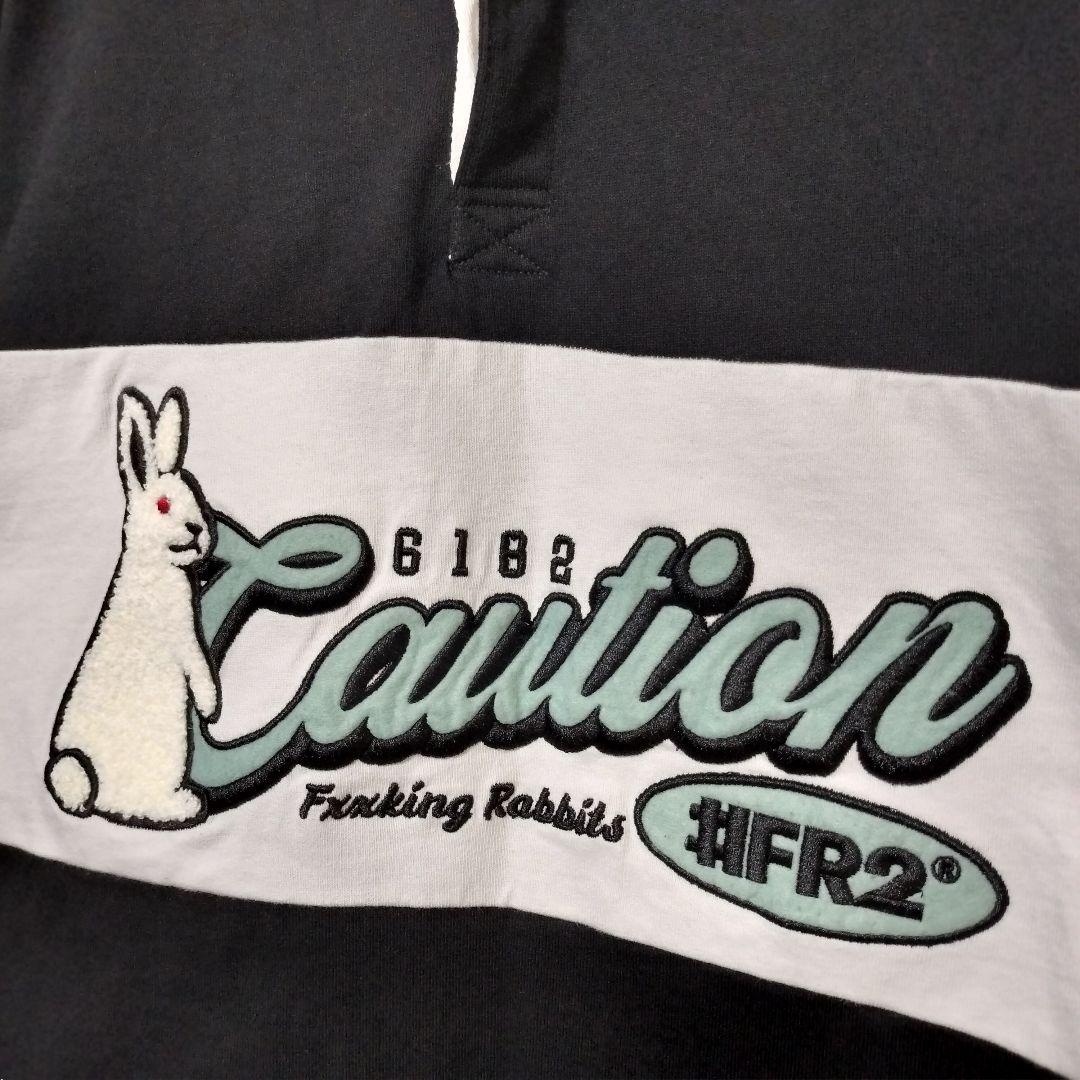 6182
Caution
Fxxking Rabbits
#FR2®